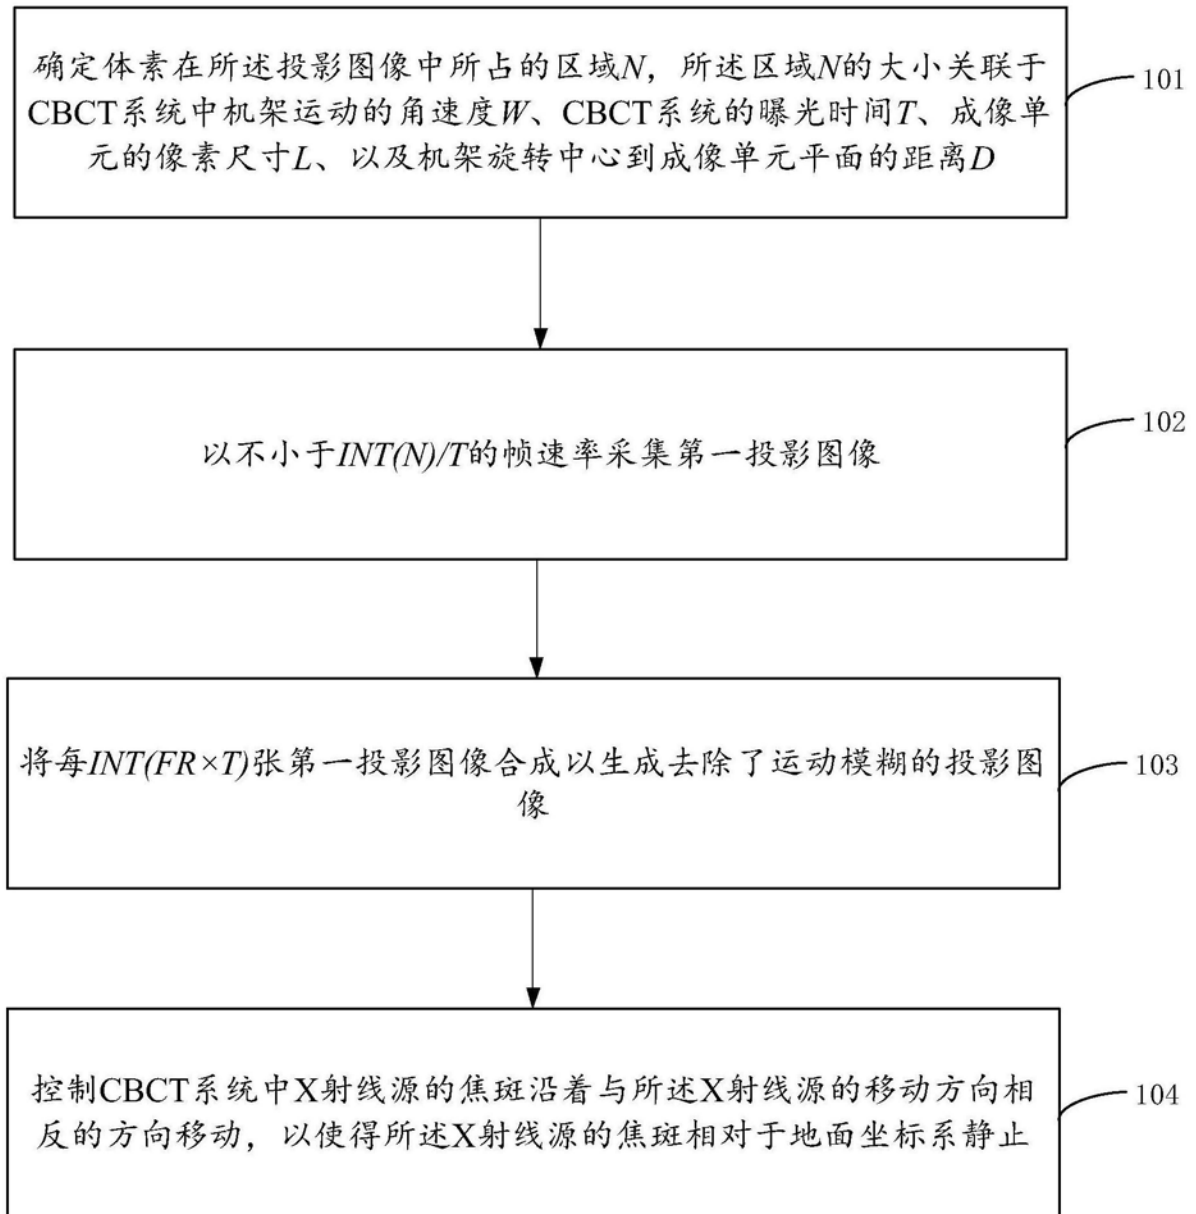 确定体素在所述投影图像中所占的区域N，所述区域N的大小关联于
CBCT系统中机架运动的角速度W、CBCT系统的曝光时间T、成像单
元的像素尺寸L、以及机架旋转中心到成像单元平面的距离D
101
以不小于INT(N)/T的帧速率采集第一投影图像
102
将每INT(FR×T)张第一投影图像合成以生成去除了运动模糊的投影图
像
103
控制CBCT系统中X射线源的焦斑沿着与所述X射线源的移动方向相
反的方向移动，以使得所述X射线源的焦斑相对于地面坐标系静止
104